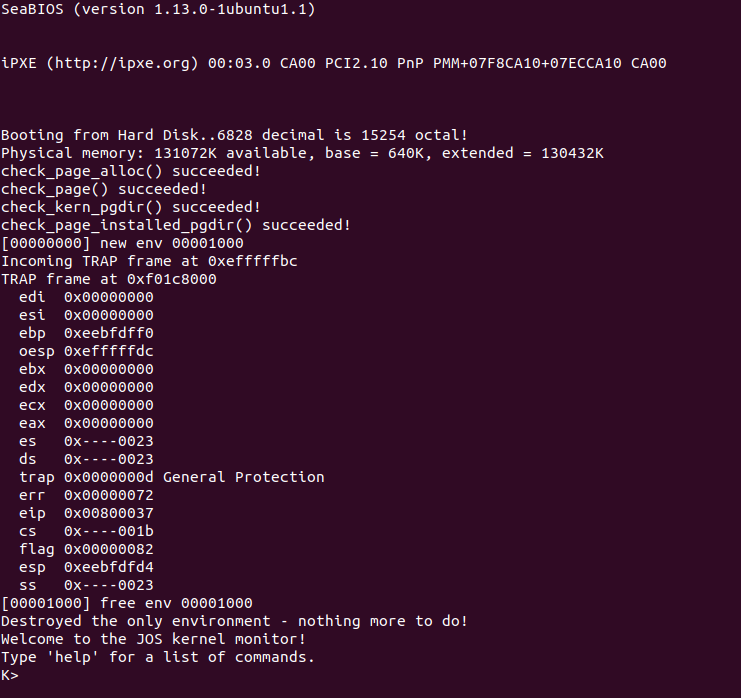 SeaBIOS (version 1.13.0-1ubuntu1.1)
iPXE (http://ipxe.org) 00:03.0 CA00 PCI2.10 PnP PMM+07F8CA10+07ECCA10 CA00
Booting from Hard Disk..6828 decimal is 15254 octal!
Physical memory: 131072K available, base = 640K, extended = 130432K
check_page_alloc() succeeded!
check_page() succeeded!
check_kern_pgdir() succeeded!
check_page_installed_pgdir() succeeded!
[00000000] new env 00001000
Incoming TRAP frame at 0xefffffbc
TRAP frame at 0xf01c8000
  edi  0x00000000
  esi  0x00000000
  ebp  0xeebfdff0
  oesp 0xefffffdc
  ebx  0x00000000
  edx  0x00000000
  ecx  0x00000000
  eax  0x00000000
  es   0x----0023
  ds   0x----0023
  trap 0x0000000d General Protection
  err  0x00000072
  eip  0x00800037
  cs   0x----001b
  flag 0x00000082
  esp  0xeebfdfd4
  ss   0x----0023
[00001000] free env 00001000
Destroyed the only environment - nothing more to do!
Welcome to the JOS kernel monitor!
Type 'help' for a list of commands.
K>